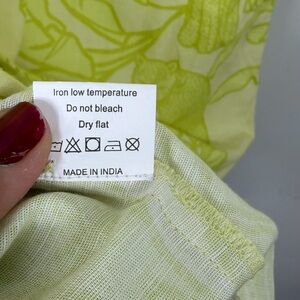 Iron low temperature
Do not bleach
Dry flat
MADE IN INDIA